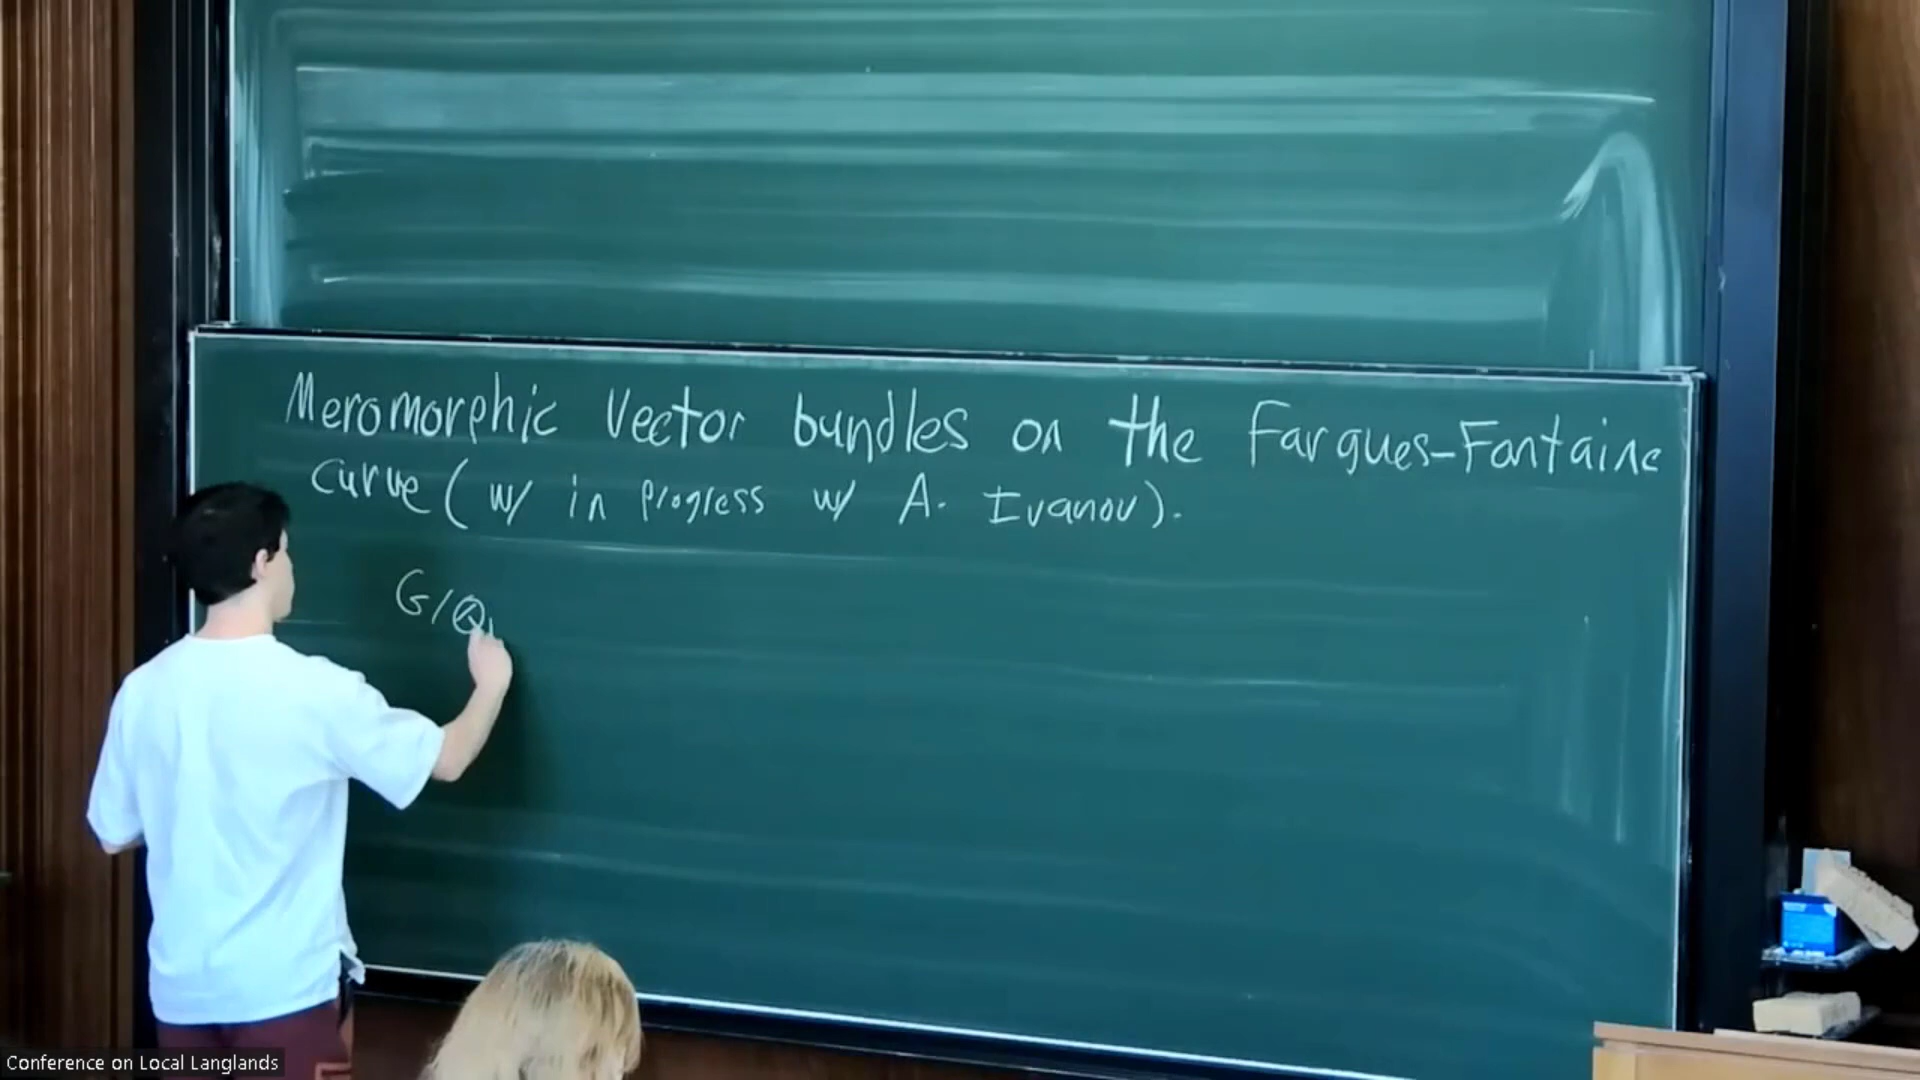 Meromorphic Vector bundles on the Fargues-Fontaine
curve (w/ in progress w/ A. Ivanov).
G/Q
Conference on Local Langlands